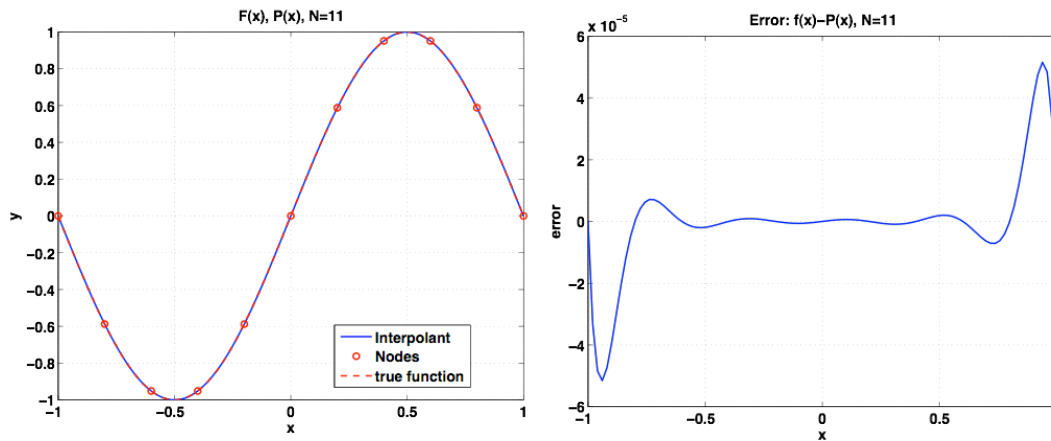 F(x), P(x), N=11
1
0.8
0.6
0.4
0.2
0
−0.2
−0.4
−0.6
−0.8
−1
y
−1 −0.5 0 0.5 1
x
Interpolant
Nodes
true function
Error: f(x)−P(x), N=11
x 10⁻⁵
6
4
2
0
−2
−4
−6
error
−1 −0.5 0 0.5
x